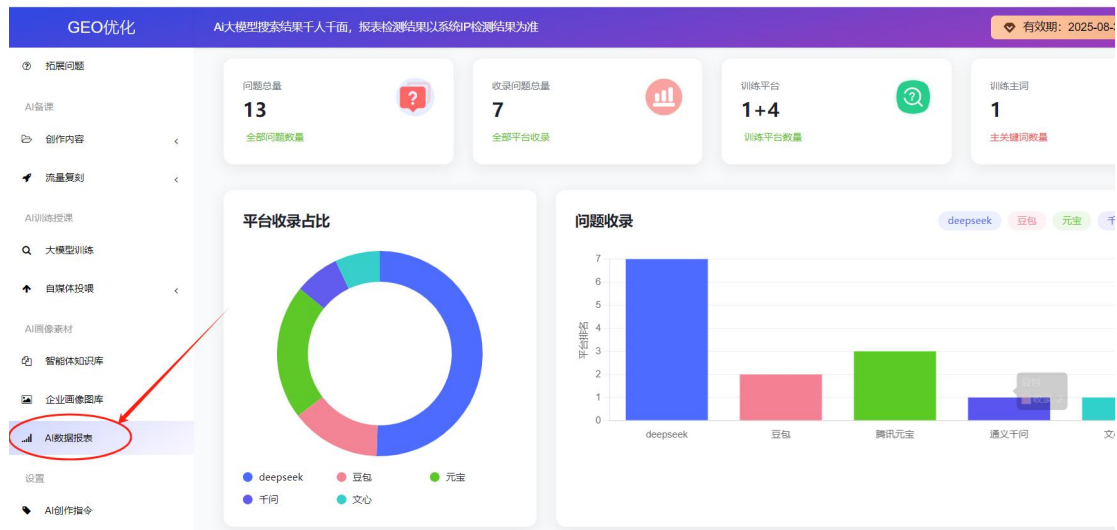 GEO优化
Ai大模型搜索结果千人千面，报表检测结果以系统IP检测结果为准
有效期：2025-08-
拓展问题
AI备课
创作内容
流量复刻
AI训练授课
大模型训练
自媒体投喂
AI画像素材
智能体知识库
企业画像图库
AI数据报表
设置
AI创作指令
问题总量
13
全部问题数量
收录问题总量
7
全部平台收录
训练平台
1+4
训练平台数量
训练主词
1
主关键词数量
平台收录占比
deepseek
豆包
元宝
千问
文心
问题收录
deepseek 豆包 元宝 千
平台排名
7
6
5
4
3
2
1
0
deepseek 豆包 腾讯元宝 通义千问 文